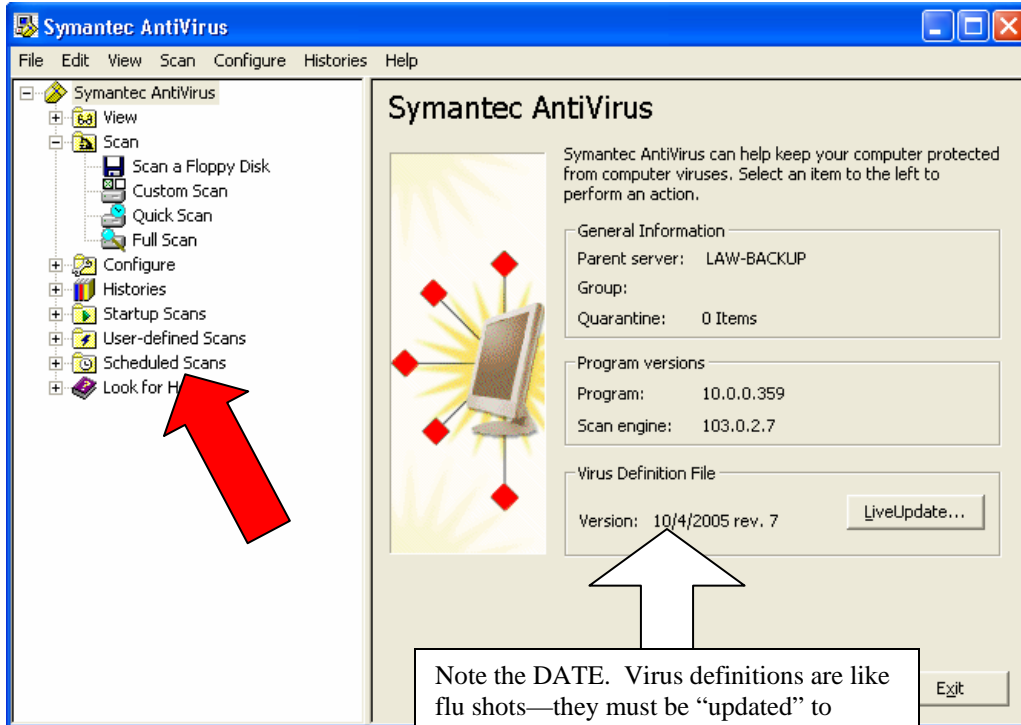 Symantec AntiVirus
File Edit View Scan Configure Histories Help
Symantec AntiVirus
View
Scan
Scan a Floppy Disk
Custom Scan
Quick Scan
Full Scan
Configure
Histories
Startup Scans
User-defined Scans
Scheduled Scans
Look for
Symantec AntiVirus
Symantec AntiVirus can help keep your computer protected
from computer viruses. Select an item to the left to
perform an action.
General Information
Parent server: LAW-BACKUP
Group:
Quarantine: 0 Items
Program versions
Program: 10.0.0.359
Scan engine: 103.0.2.7
Virus Definition File
Version: 10/4/2005 rev. 7
LiveUpdate...
Note the DATE. Virus definitions are like
flu shots—they must be “updated” to
Exit